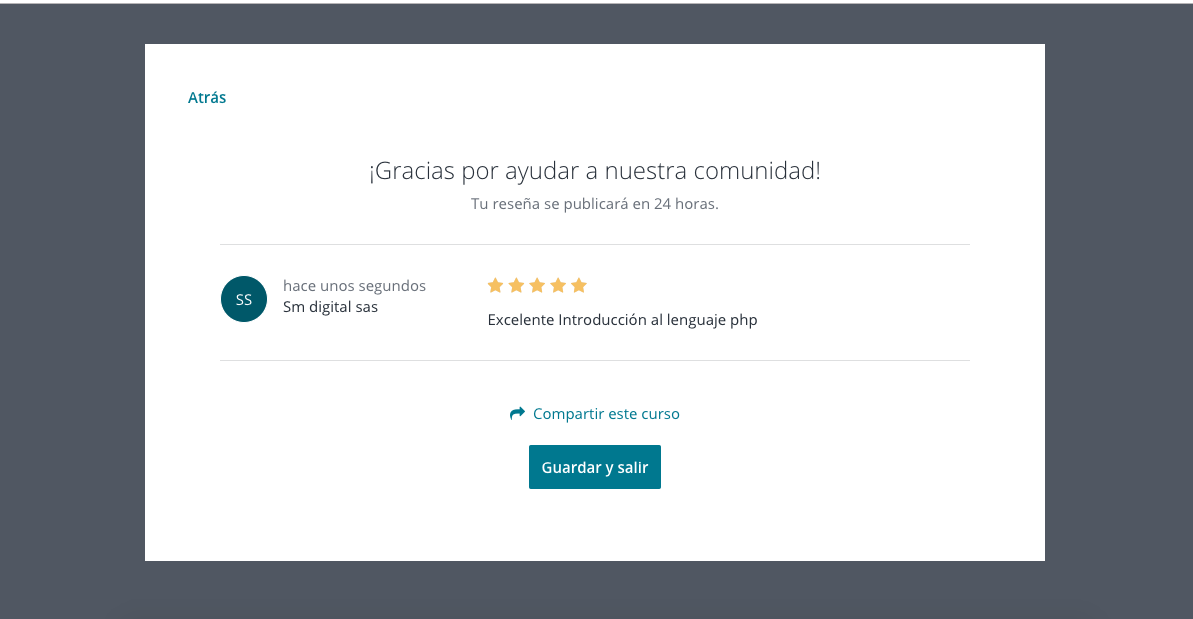 Atrás
¡Gracias por ayudar a nuestra comunidad!
Tu reseña se publicará en 24 horas.
SS
hace unos segundos
Sm digital sas
Excelente Introducción al lenguaje php
Compartir este curso
Guardar y salir